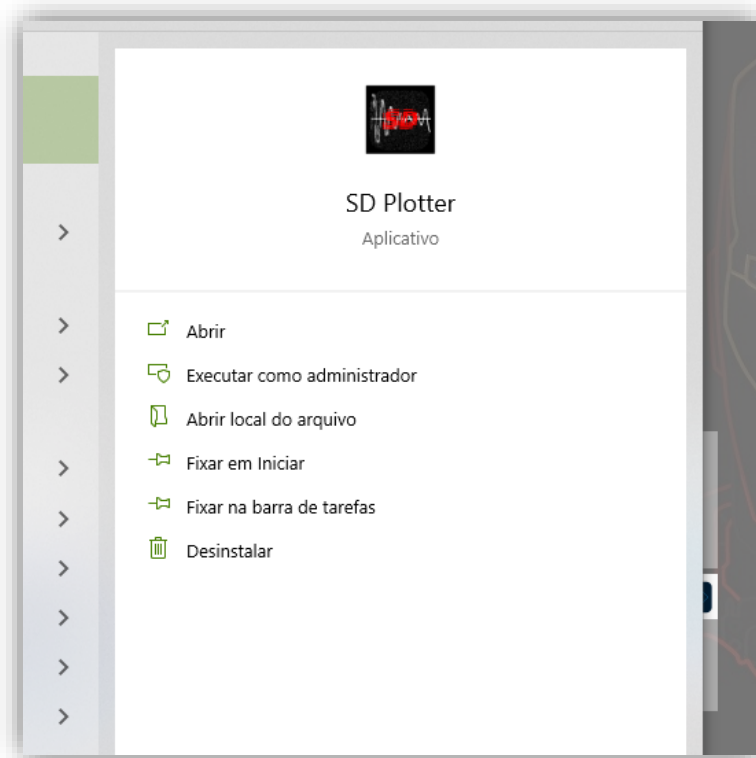 SD
SD Plotter
Aplicativo
Abrir
Executar como administrador
Abrir local do arquivo
Fixar em Iniciar
Fixar na barra de tarefas
Desinstalar